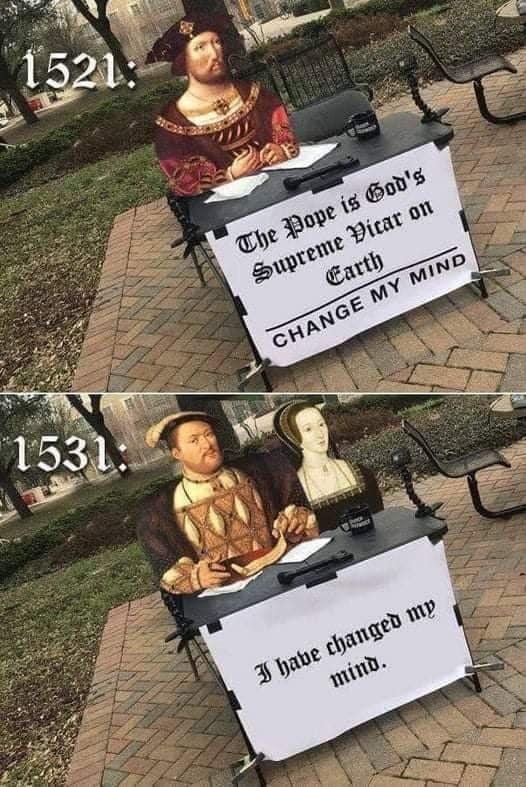 1521:
The Pope is God's
Supreme Vicar on
Earth
CHANGE MY MIND
1531:
I have changed my
mind.